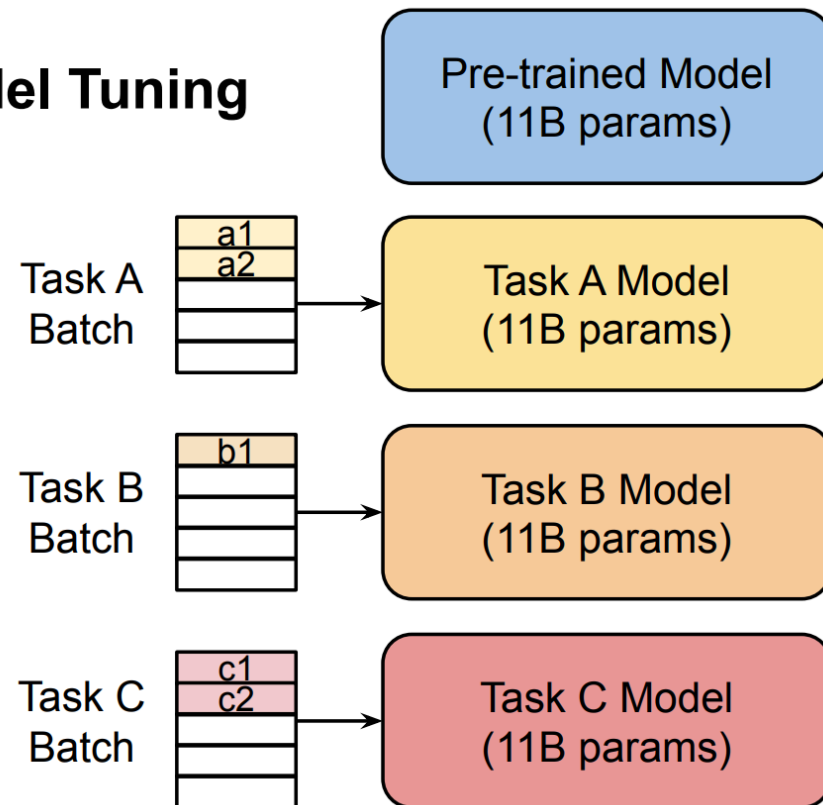 del Tuning
Pre-trained Model
(11B params)
a1
a2
Task A
Batch
Task A Model
(11B params)
b1
Task B
Batch
Task B Model
(11B params)
c1
c2
Task C
Batch
Task C Model
(11B params)